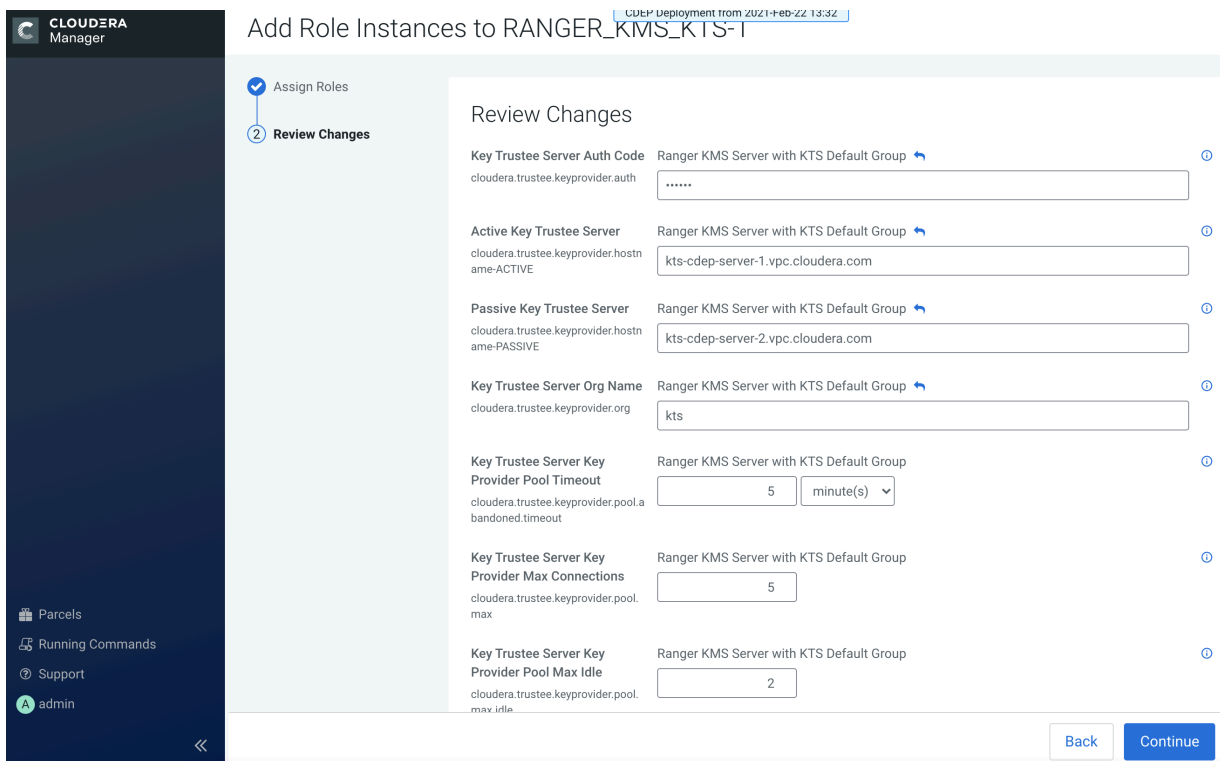 CLOUDERA
Manager
CDEP Deployment from 2021-Feb-22 13:32
Add Role Instances to RANGER_KMS_KTS-1
Assign Roles
2 Review Changes
Review Changes
Key Trustee Server Auth Code Ranger KMS Server with KTS Default Group
cloudera.trustee.keyprovider.auth
••••••
Active Key Trustee Server Ranger KMS Server with KTS Default Group
cloudera.trustee.keyprovider.hostn
ame-ACTIVE
kts-cdep-server-1.vpc.cloudera.com
Passive Key Trustee Server Ranger KMS Server with KTS Default Group
cloudera.trustee.keyprovider.hostn
ame-PASSIVE
kts-cdep-server-2.vpc.cloudera.com
Key Trustee Server Org Name Ranger KMS Server with KTS Default Group
cloudera.trustee.keyprovider.org
kts
Key Trustee Server Key Ranger KMS Server with KTS Default Group
Provider Pool Timeout
5 minute(s)
cloudera.trustee.keyprovider.pool.a
bandoned.timeout
Key Trustee Server Key Ranger KMS Server with KTS Default Group
Provider Max Connections
5
cloudera.trustee.keyprovider.pool.
max
Key Trustee Server Key Ranger KMS Server with KTS Default Group
Provider Pool Max Idle
2
cloudera.trustee.keyprovider.pool.
max.idle
Parcels
Running Commands
Support
A admin
Back Continue